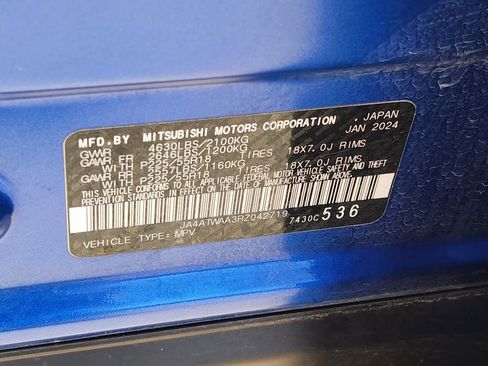 MFD.BY MITSUBISHI MOTORS CORPORATION, JAPAN
GVWR 4630LBS/2100KG JAN 2024
GAWR FR 2646LBS/1200KG
WITH P225/55R18 TIRES 18X7.0J RIMS
GAWR RR 2557LBS/1160KG
WITH P225/55R18 TIRES 18X7.0J RIMS
THIS VEHICLE CONFORMS TO ALL APPLICABLE FEDERAL MOTOR VEHICLE SAFETY, BUMPER AND THEFT
PREVENTION STANDARDS IN EFFECT ON THE DATE OF MANUFACTURE SHOWN ABOVE.
JA4ATWAA3RZ042719 7430C 536
VEHICLE TYPE: MPV